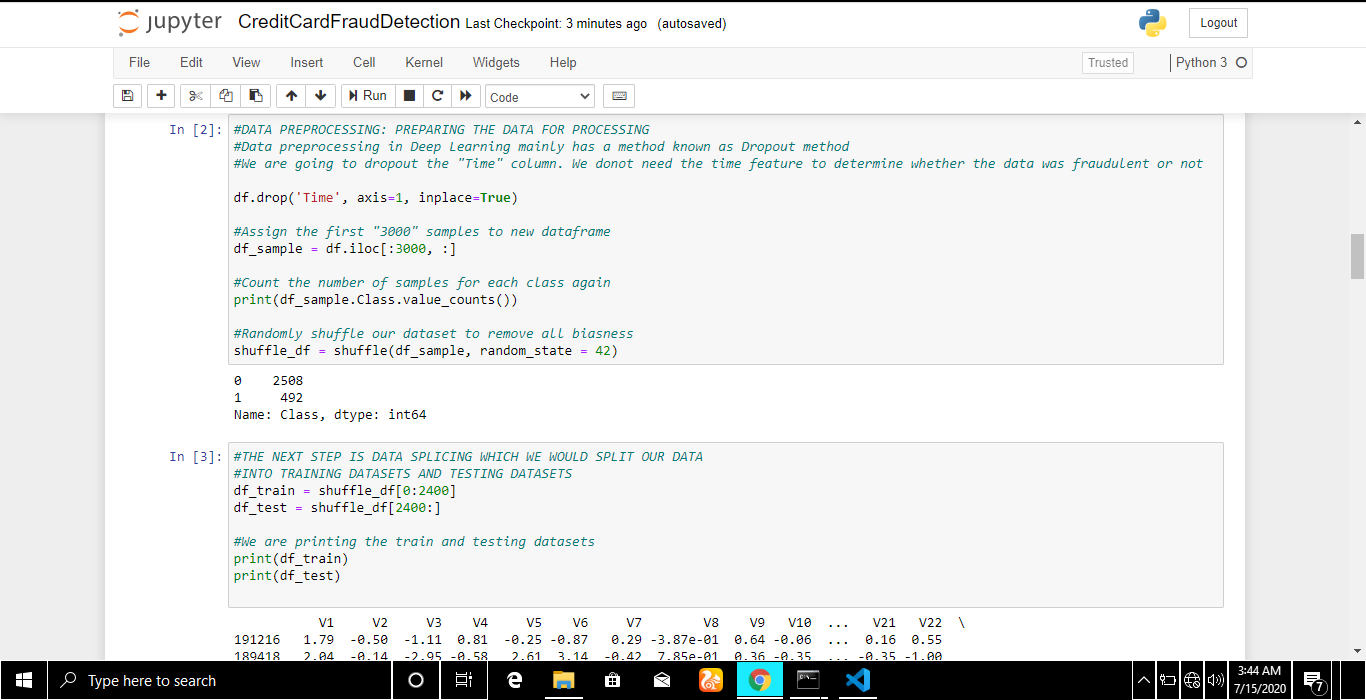 jupyter CreditCardFraudDetection Last Checkpoint: 3 minutes ago (autosaved)
Logout
File Edit View Insert Cell Kernel Widgets Help
Trusted
Python 3
Run
Code
In [2]: #DATA PREPROCESSING: PREPARING THE DATA FOR PROCESSING
#Data preprocessing in Deep Learning mainly has a method known as Dropout method
#We are going to dropout the "Time" column. We donot need the time feature to determine whether the data was fraudulent or not
df.drop('Time', axis=1, inplace=True)
#Assign the first "3000" samples to new dataframe
df_sample = df.iloc[:3000, :]
#Count the number of samples for each class again
print(df_sample.Class.value_counts())
#Randomly shuffle our dataset to remove all biasness
shuffle_df = shuffle(df_sample, random_state = 42)
0    2508
1     492
Name: Class, dtype: int64
In [3]: #THE NEXT STEP IS DATA SPLICING WHICH WE WOULD SPLIT OUR DATA
#INTO TRAINING DATASETS AND TESTING DATASETS
df_train = shuffle_df[0:2400]
df_test = shuffle_df[2400:]
#We are printing the train and testing datasets
print(df_train)
print(df_test)
V1 V2 V3 V4 V5 V6 V7 V8 V9 V10 ... V21 V22 \
191216 1.79 -0.50 -1.11 0.81 -0.25 -0.87 0.29 -3.87e-01 0.64 -0.06 ... 0.16 0.55
189418 2.04 -0.14 -2.95 -0.58 2.61 3.14 -0.42 7.85e-01 0.36 -0.35 ... -0.35 -1.00
Type here to search
3:44 AM
7/15/2020
7